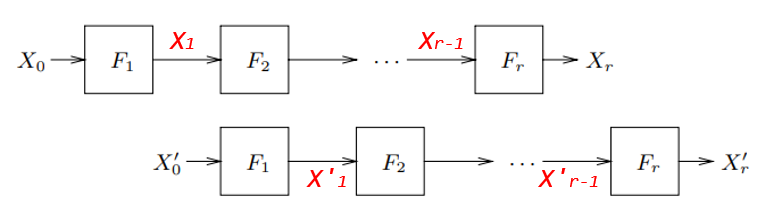 X₀ F₁ X₁ F₂ ... Xᵣ₋₁ Fᵣ Xᵣ
X′₀ F₁ X'₁ F₂ ... X'ᵣ₋₁ Fᵣ X′ᵣ